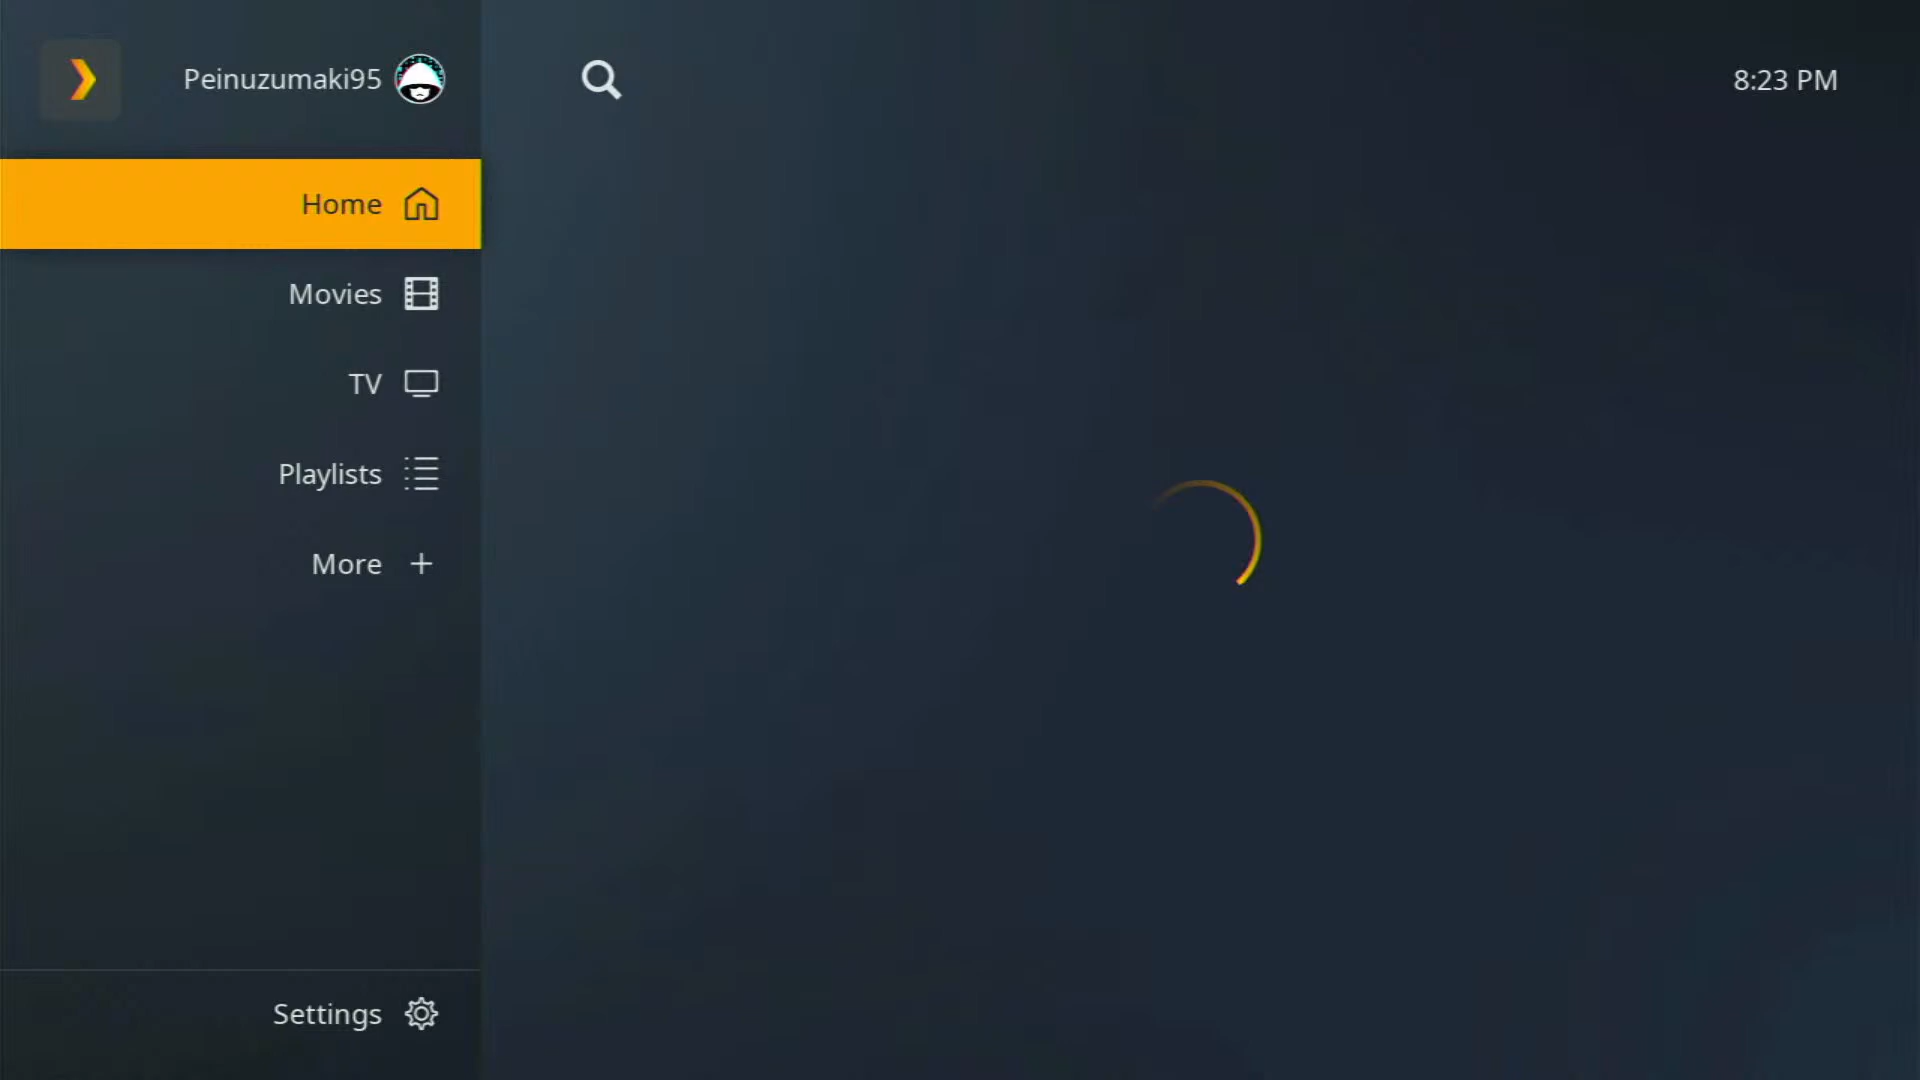 Peinuzumaki95
8:23 PM
Home
Movies
TV
Playlists
More
Settings